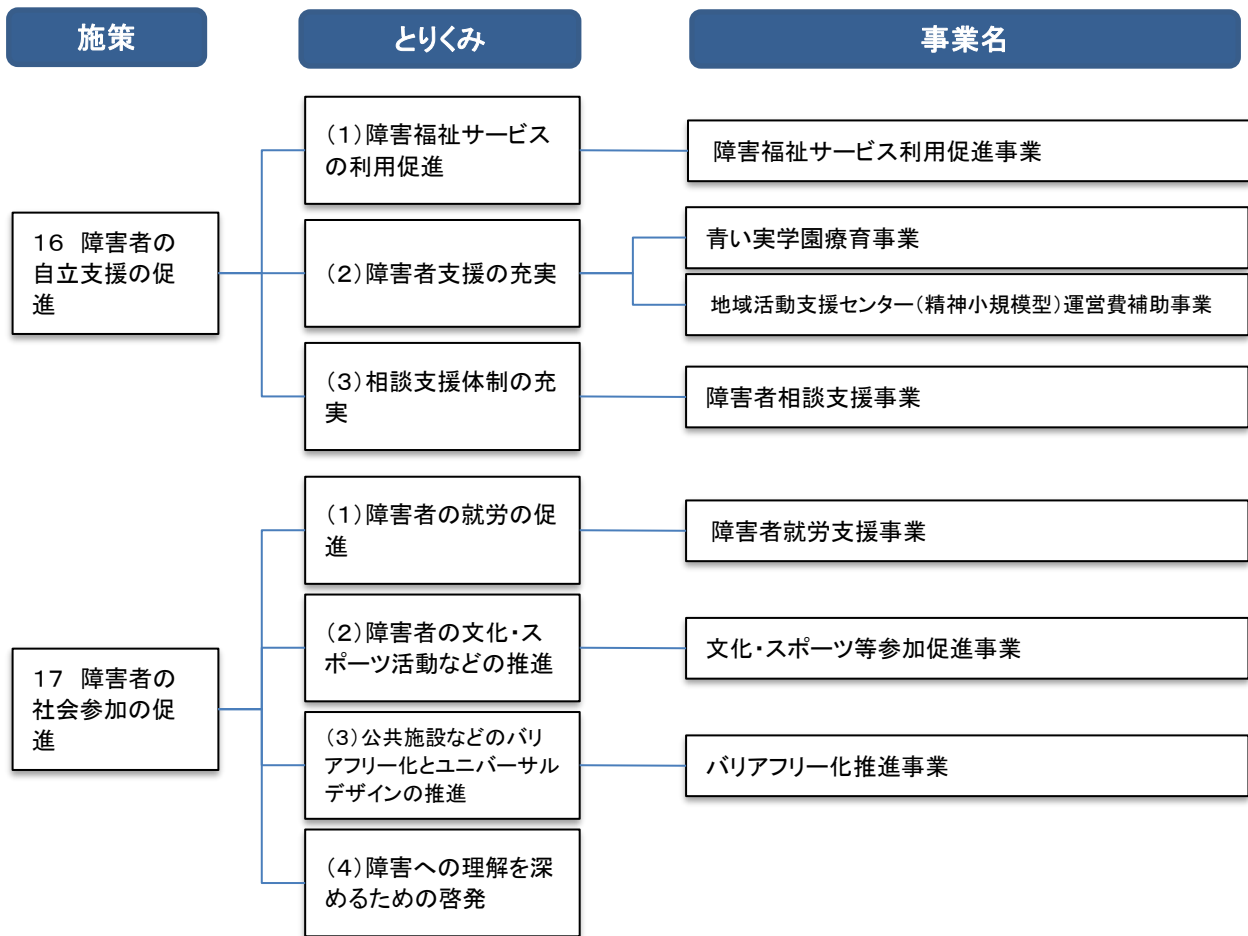 施策
とりくみ
事業名
16 障害者の
自立支援の促
進
(1)障害福祉サービス
の利用促進
障害福祉サービス利用促進事業
(2)障害者支援の充実
青い実学園療育事業
地域活動支援センター(精神小規模型)運営費補助事業
(3)相談支援体制の充
実
障害者相談支援事業
17 障害者の
社会参加の促
進
(1)障害者の就労の促
進
障害者就労支援事業
(2)障害者の文化・ス
ポーツ活動などの推進
文化・スポーツ等参加促進事業
(3)公共施設などのバリ
アフリー化とユニバーサル
デザインの推進
バリアフリー化推進事業
(4)障害への理解を深
めるための啓発